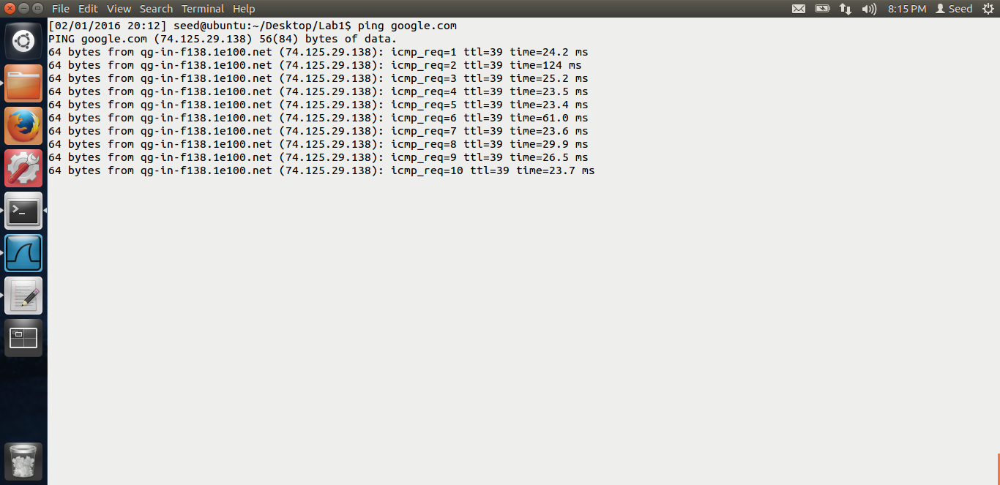 File Edit View Search Terminal Help 8:15 PM Seed
[02/01/2016 20:12] seed@ubuntu:~/Desktop/Lab1$ ping google.com
PING google.com (74.125.29.138) 56(84) bytes of data.
64 bytes from qg-in-f138.1e100.net (74.125.29.138): icmp_req=1 ttl=39 time=24.2 ms
64 bytes from qg-in-f138.1e100.net (74.125.29.138): icmp_req=2 ttl=39 time=124 ms
64 bytes from qg-in-f138.1e100.net (74.125.29.138): icmp_req=3 ttl=39 time=25.2 ms
64 bytes from qg-in-f138.1e100.net (74.125.29.138): icmp_req=4 ttl=39 time=23.5 ms
64 bytes from qg-in-f138.1e100.net (74.125.29.138): icmp_req=5 ttl=39 time=23.4 ms
64 bytes from qg-in-f138.1e100.net (74.125.29.138): icmp_req=6 ttl=39 time=61.0 ms
64 bytes from qg-in-f138.1e100.net (74.125.29.138): icmp_req=7 ttl=39 time=23.6 ms
64 bytes from qg-in-f138.1e100.net (74.125.29.138): icmp_req=8 ttl=39 time=29.9 ms
64 bytes from qg-in-f138.1e100.net (74.125.29.138): icmp_req=9 ttl=39 time=26.5 ms
64 bytes from qg-in-f138.1e100.net (74.125.29.138): icmp_req=10 ttl=39 time=23.7 ms